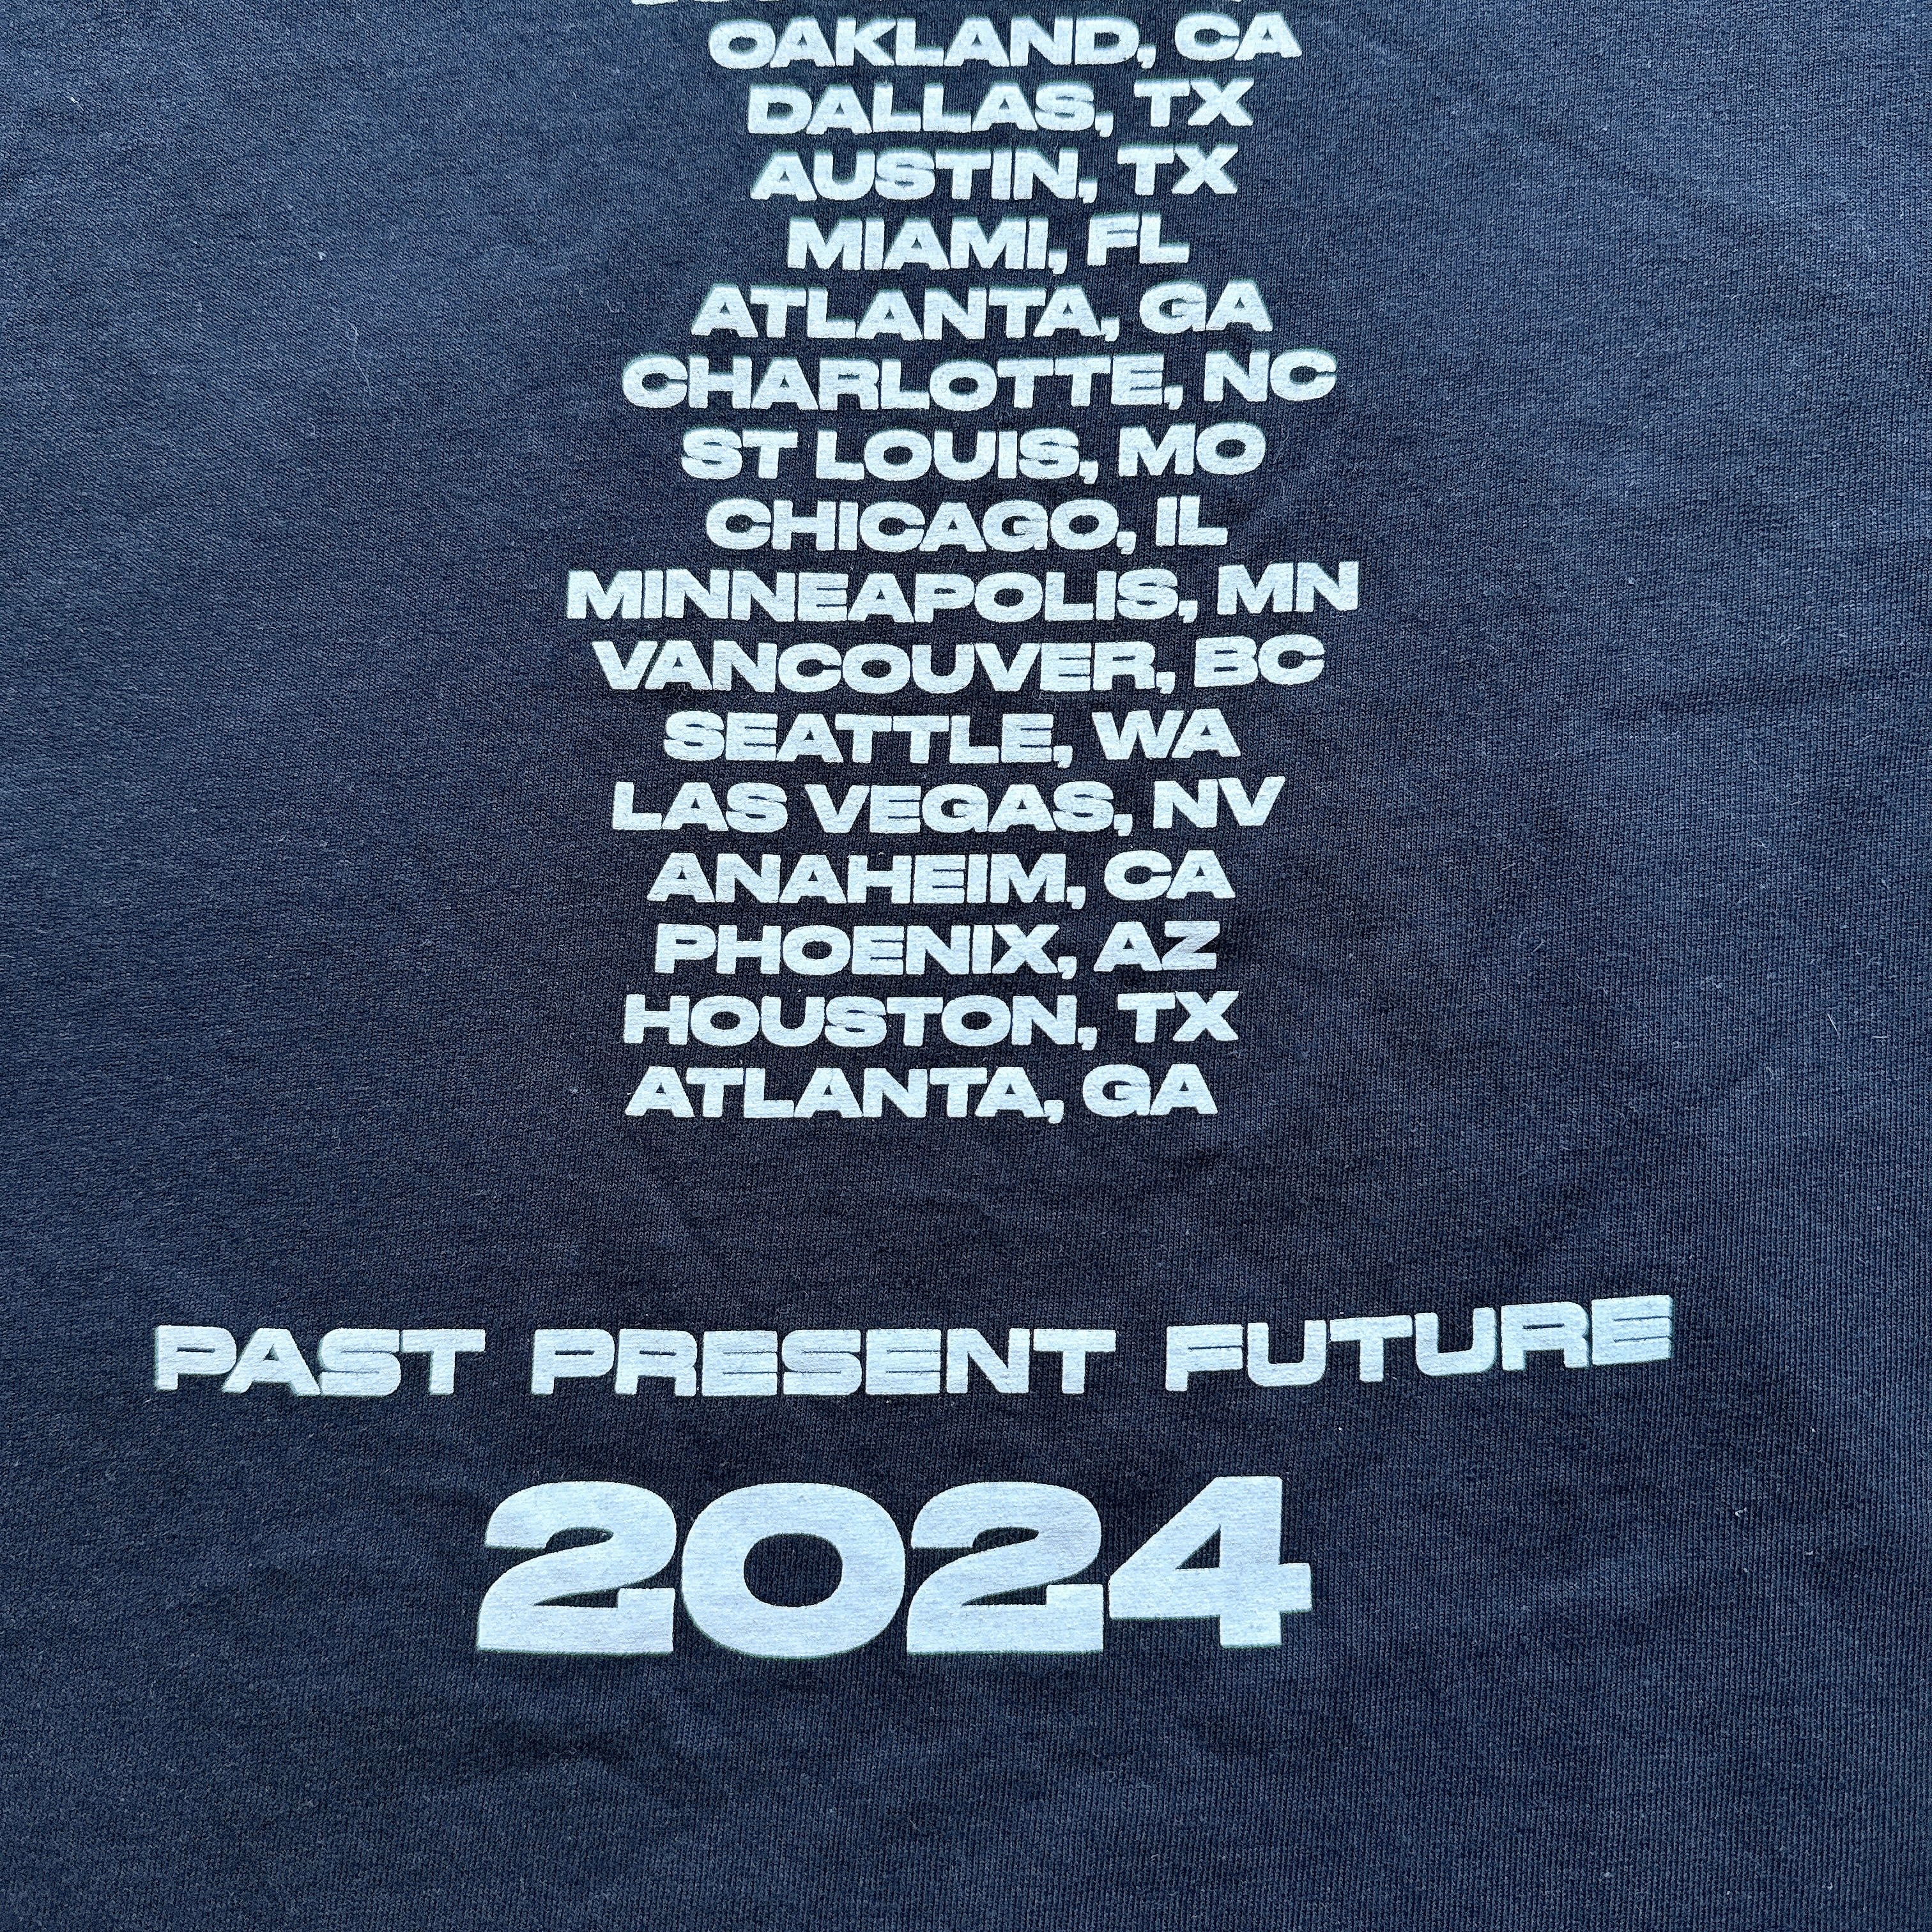 OAKLAND, CA
DALLAS, TX
AUSTIN, TX
MIAMI, FL
ATLANTA, GA
CHARLOTTE, NC
ST LOUIS, MO
CHICAGO, IL
MINNEAPOLIS, MN
VANCOUVER, BC
SEATTLE, WA
LAS VEGAS, NV
ANAHEIM, CA
PHOENIX, AZ
HOUSTON, TX
ATLANTA, GA
PAST PRESENT FUTURE
2024